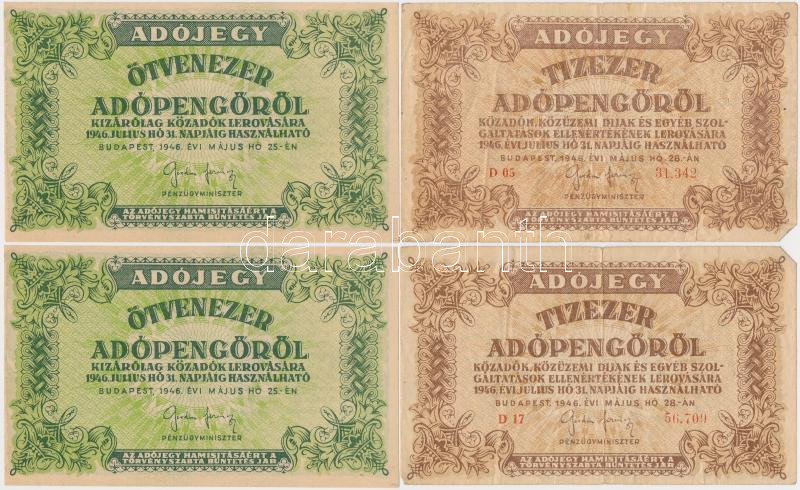 ADÓJEGY
ÖTVENEZER
ADÓPENGŐRŐL
KIZÁRÓLAG KÖZADÓK LEROVÁSÁRA
1946. JULIUS HÓ 31. NAPJÁIG HASZNÁLHATÓ
BUDAPEST, 1946. ÉVI MÁJUS HÓ 25.-ÉN
PÉNZÜGYMINISZTER
AZ ADÓJEGY HAMISITÁSÁÉRT A
TÖRVÉNYSZABTA BÜNTETÉS JÁR
ADÓJEGY
TIZEZER
ADÓPENGŐRŐL
KÖZADÓK, KÖZÜZEMI DIJAK ÉS EGYÉB SZOL-
GÁLTATÁSOK ELLENÉRTÉKÉNEK LEROVÁSÁRA
1946. ÉVI JULIUS HÓ 31. NAPJÁIG HASZNÁLHATÓ
BUDAPEST, 1946. ÉVI MÁJUS HÓ 28.-ÁN
D 05 31.342
PÉNZÜGYMINISZTER
AZ ADÓJEGY HAMISITÁSÁÉRT A
TÖRVÉNYSZABTA BÜNTETÉS JÁR
darabanth
ADÓJEGY
ÖTVENEZER
ADÓPENGŐRŐL
KIZÁRÓLAG KÖZADÓK LEROVÁSÁRA
1946. JULIUS HÓ 31. NAPJÁIG HASZNÁLHATÓ
BUDAPEST, 1946. ÉVI MÁJUS HÓ 25.-ÉN
PÉNZÜGYMINISZTER
AZ ADÓJEGY HAMISITÁSÁÉRT A
TÖRVÉNYSZABTA BÜNTETÉS JÁR
ADÓJEGY
TIZEZER
ADÓPENGŐRŐL
KÖZADÓK, KÖZÜZEMI DIJAK ÉS EGYÉB SZOL-
GÁLTATÁSOK ELLENÉRTÉKÉNEK LEROVÁSÁRA
1946. ÉVI JULIUS HÓ 31. NAPJÁIG HASZNÁLHATÓ
BUDAPEST, 1946. ÉVI MÁJUS HÓ 28.-ÁN
D 17 56.709
PÉNZÜGYMINISZTER
AZ ADÓJEGY HAMISITÁSÁÉRT A
TÖRVÉNYSZABTA BÜNTETÉS JÁR